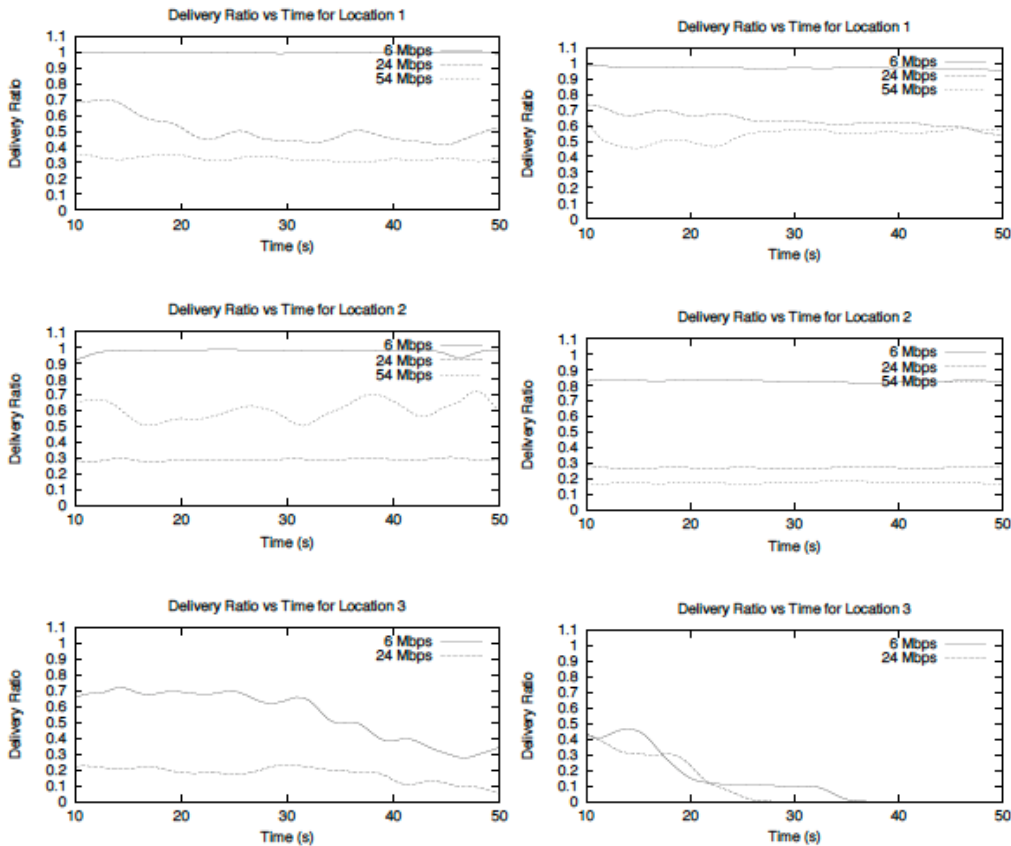 Delivery Ratio vs Time for Location 1
Delivery Ratio
1.1
1
0.9
0.8
0.7
0.6
0.5
0.4
0.3
0.2
0.1
0
6 Mbps
24 Mbps
54 Mbps
10 20 30 40 50
Time (s)
Delivery Ratio vs Time for Location 1
Delivery Ratio
1.1
1
0.9
0.8
0.7
0.6
0.5
0.4
0.3
0.2
0.1
0
6 Mbps
24 Mbps
54 Mbps
10 20 30 40 50
Time (s)
Delivery Ratio vs Time for Location 2
Delivery Ratio
1.1
1
0.9
0.8
0.7
0.6
0.5
0.4
0.3
0.2
0.1
0
6 Mbps
24 Mbps
54 Mbps
10 20 30 40 50
Time (s)
Delivery Ratio vs Time for Location 2
Delivery Ratio
1.1
1
0.9
0.8
0.7
0.6
0.5
0.4
0.3
0.2
0.1
0
6 Mbps
24 Mbps
54 Mbps
10 20 30 40 50
Time (s)
Delivery Ratio vs Time for Location 3
Delivery Ratio
1.1
1
0.9
0.8
0.7
0.6
0.5
0.4
0.3
0.2
0.1
0
6 Mbps
24 Mbps
10 20 30 40 50
Time (s)
Delivery Ratio vs Time for Location 3
Delivery Ratio
1.1
1
0.9
0.8
0.7
0.6
0.5
0.4
0.3
0.2
0.1
0
6 Mbps
24 Mbps
10 20 30 40 50
Time (s)